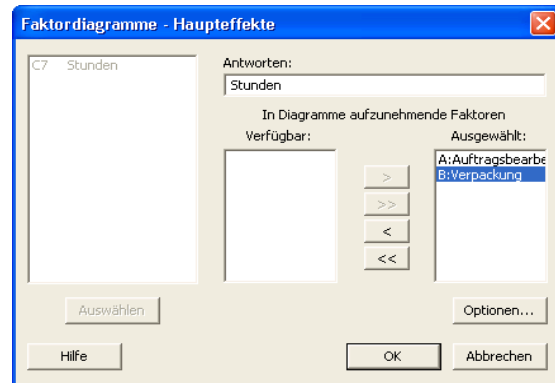 Faktordiagramme - Haupteffekte
C7 Stunden
Antworten:
Stunden
In Diagramme aufzunehmende Faktoren
Verfügbar:
Ausgewählt:
A:Auftragsbearbe
B:Verpackung
>
>>
<
<<
Auswählen
Optionen...
Hilfe
OK
Abbrechen